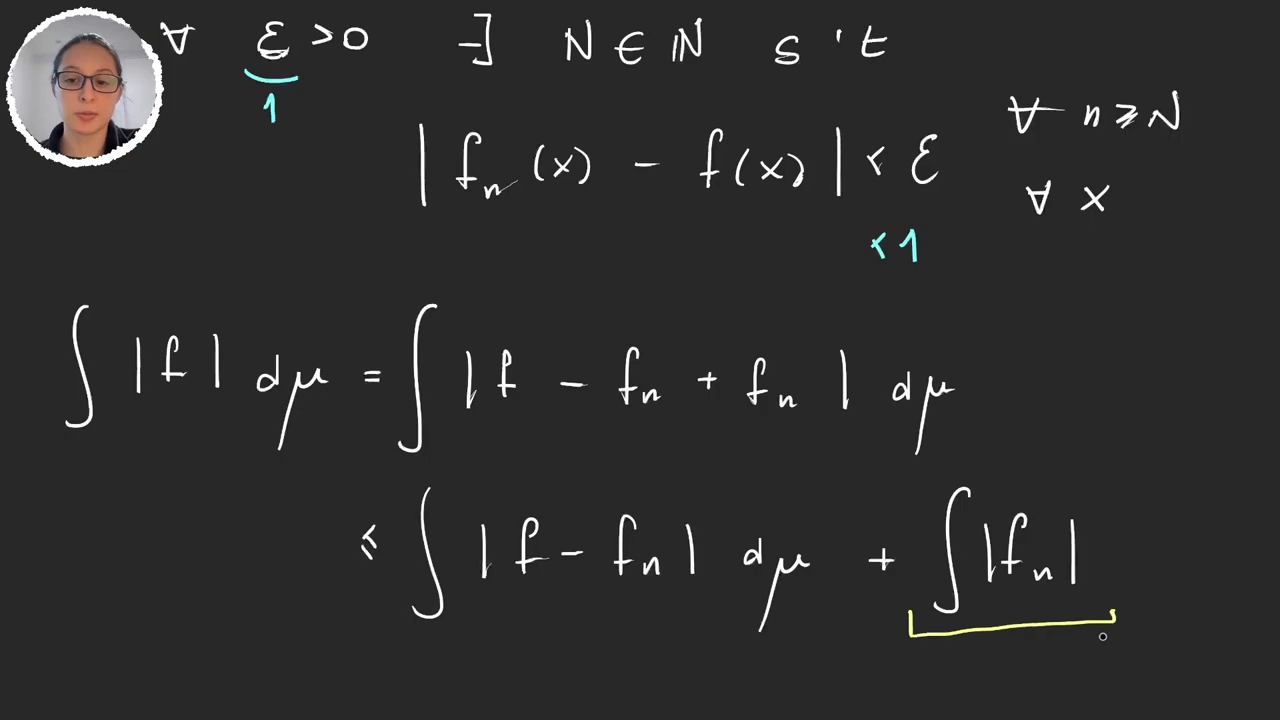 ∀ ε > 0 ∃ N ∈ ℕ s't
1
∀ n ≥ N
| fₙ(x) - f(x) | < ε
∀ x
< 1
∫ |f| dμ = ∫ |f - fₙ + fₙ| dμ
≤ ∫ |f - fₙ| dμ + ∫ |fₙ|